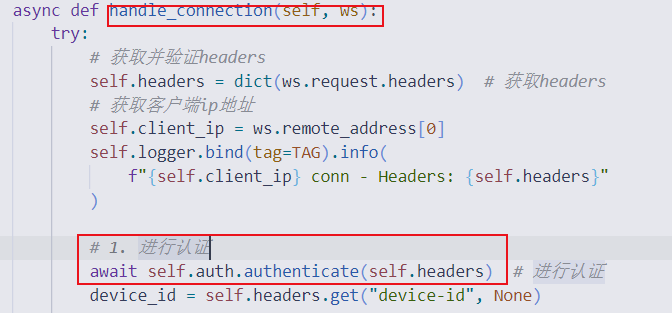 async def handle_connection(self, ws):
try:
# 获取并验证headers
self.headers = dict(ws.request.headers)  # 获取headers
# 获取客户端ip地址
self.client_ip = ws.remote_address[0]
self.logger.bind(tag=TAG).info(
f"{self.client_ip} conn - Headers: {self.headers}"
)
# 1. 进行认证
await self.auth.authenticate(self.headers)  # 进行认证
device_id = self.headers.get("device-id", None)